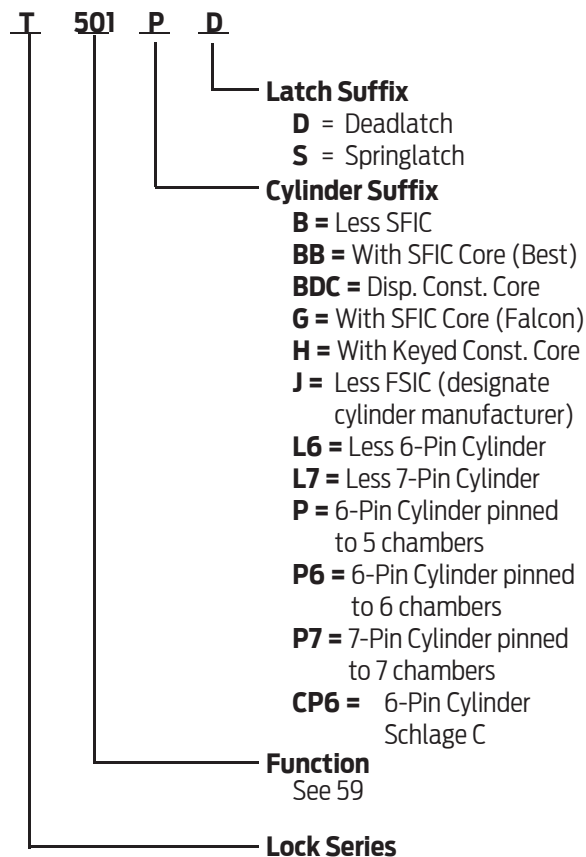 T 501 P D
Latch Suffix
D = Deadlatch
S = Springlatch
Cylinder Suffix
B = Less SFIC
BB = With SFIC Core (Best)
BDC = Disp. Const. Core
G = With SFIC Core (Falcon)
H = With Keyed Const. Core
J = Less FSIC (designate
cylinder manufacturer)
L6 = Less 6-Pin Cylinder
L7 = Less 7-Pin Cylinder
P = 6-Pin Cylinder pinned
to 5 chambers
P6 = 6-Pin Cylinder pinned
to 6 chambers
P7 = 7-Pin Cylinder pinned
to 7 chambers
CP6 = 6-Pin Cylinder
Schlage C
Function
See 59
Lock Series